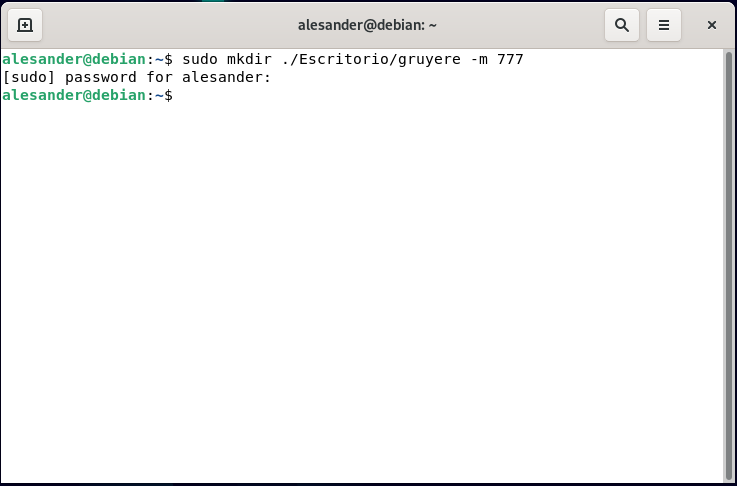 alesander@debian: ~
alesander@debian:~$ sudo mkdir ./Escritorio/gruyere -m 777
[sudo] password for alesander:
alesander@debian:~$